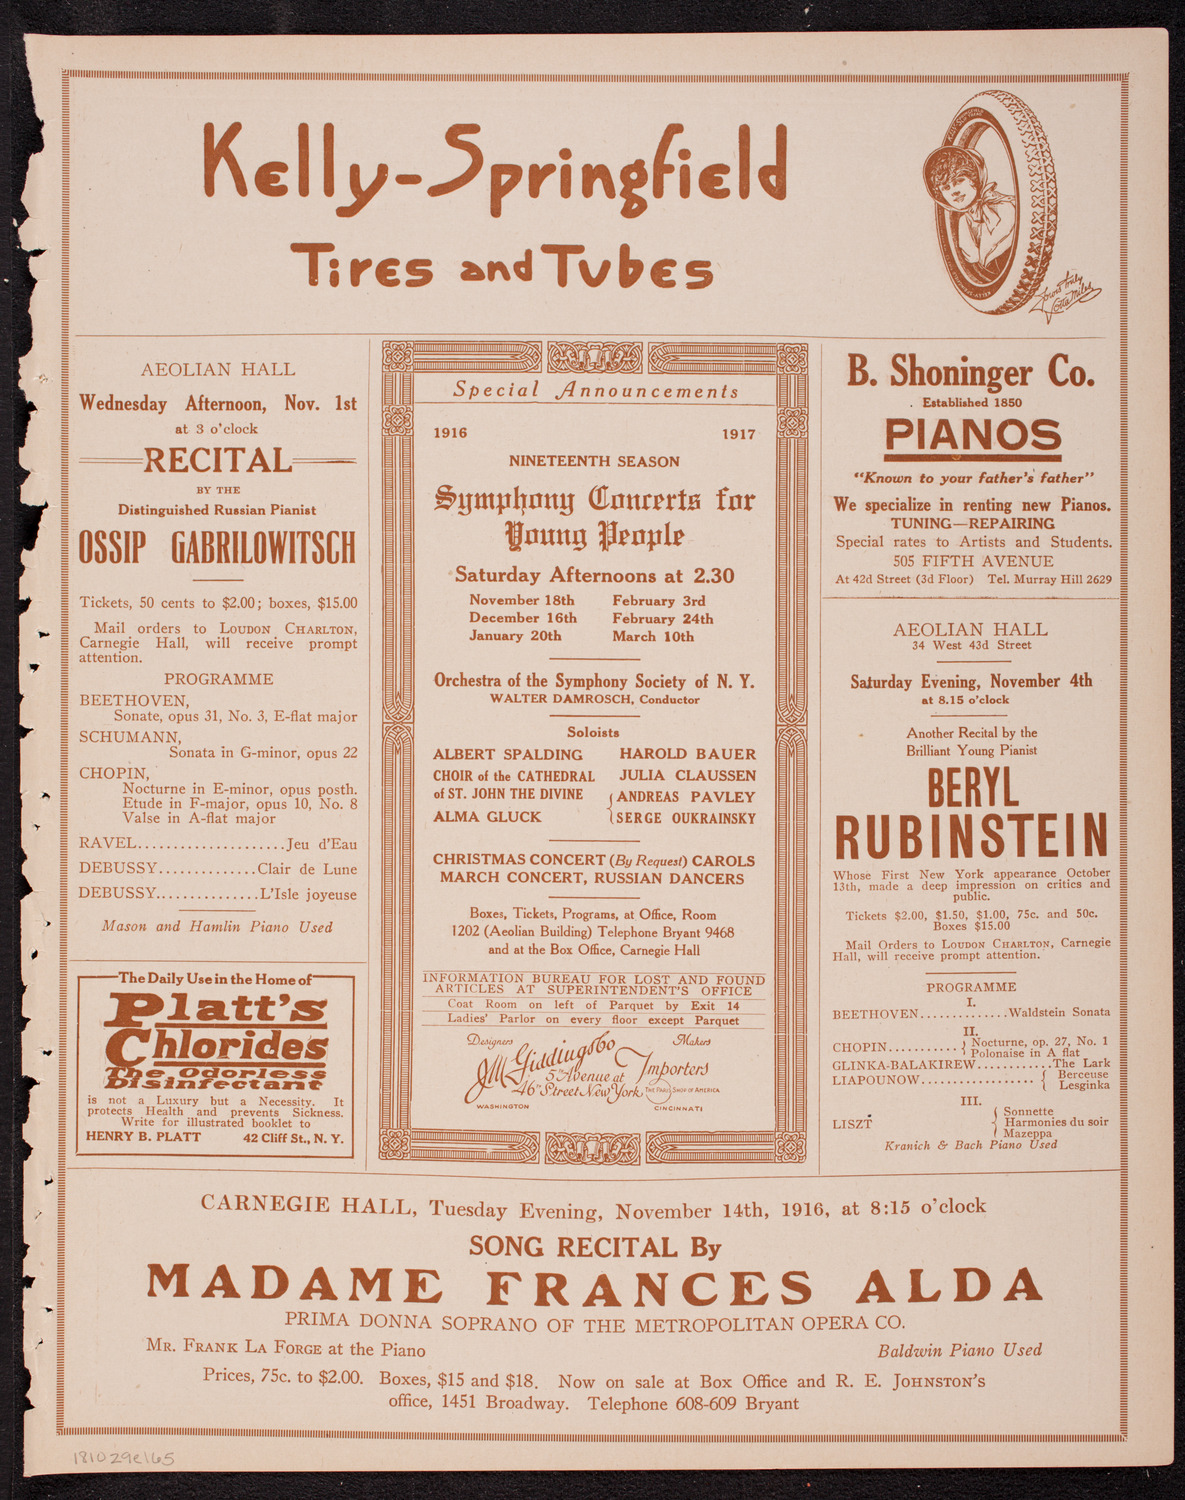 Kelly-Springfield
Tires and Tubes
Yours truly
Lotta Miles
AEOLIAN HALL
Wednesday Afternoon, Nov. 1st
at 3 o'clock
RECITAL
BY THE
Distinguished Russian Pianist
OSSIP GABRILOWITSCH
Tickets, 50 cents to $2.00; boxes, $15.00
Mail orders to LOUDON CHARLTON,
Carnegie Hall, will receive prompt
attention.
PROGRAMME
BEETHOVEN,
Sonate, opus 31, No. 3, E-flat major
SCHUMANN,
Sonata in G-minor, opus 22
CHOPIN,
Nocturne in E-minor, opus posth.
Etude in F-major, opus 10, No. 8
Valse in A-flat major
RAVEL.....................Jeu d'Eau
DEBUSSY..............Clair de Lune
DEBUSSY...............L'Isle joyeuse
Mason and Hamlin Piano Used
The Daily Use in the Home of
Platt's
Chlorides
The Odorless
Disinfectant
is not a Luxury but a Necessity. It
protects Health and prevents Sickness.
Write for illustrated booklet to
HENRY B. PLATT 42 Cliff St., N. Y.
Special Announcements
1916 1917
NINETEENTH SEASON
Symphony Concerts for
Young People
Saturday Afternoons at 2.30
November 18th February 3rd
December 16th February 24th
January 20th March 10th
Orchestra of the Symphony Society of N. Y.
WALTER DAMROSCH, Conductor
Soloists
ALBERT SPALDING HAROLD BAUER
CHOIR of the CATHEDRAL JULIA CLAUSSEN
of ST. JOHN THE DIVINE ANDREAS PAVLEY
ALMA GLUCK SERGE OUKRAINSKY
CHRISTMAS CONCERT (By Request) CAROLS
MARCH CONCERT, RUSSIAN DANCERS
Boxes, Tickets, Programs, at Office, Room
1202 (Aeolian Building) Telephone Bryant 9468
and at the Box Office, Carnegie Hall
INFORMATION BUREAU FOR LOST AND FOUND
ARTICLES AT SUPERINTENDENT'S OFFICE
Coat Room on left of Parquet by Exit 14
Ladies' Parlor on every floor except Parquet
Designers Makers
J.M. Gidding & Co Importers
5th Avenue at
46th Street New York THE PARIS SHOP OF AMERICA
WASHINGTON CINCINNATI
B. Shoninger Co.
Established 1850
PIANOS
"Known to your father's father"
We specialize in renting new Pianos.
TUNING—REPAIRING
Special rates to Artists and Students.
505 FIFTH AVENUE
At 42d Street (3d Floor) Tel. Murray Hill 2629
AEOLIAN HALL
34 West 43d Street
Saturday Evening, November 4th
at 8.15 o'clock
Another Recital by the
Brilliant Young Pianist
BERYL
RUBINSTEIN
Whose First New York appearance October
13th, made a deep impression on critics and
public.
Tickets $2.00, $1.50, $1.00, 75c. and 50c.
Boxes $15.00
Mail Orders to LOUDON CHARLTON, Carnegie
Hall, will receive prompt attention.
PROGRAMME
I.
BEETHOVEN..............Waldstein Sonata
II.
CHOPIN........... Nocturne, op. 27, No. 1
Polonaise in A flat
GLINKA-BALAKIREW............The Lark
LIAPOUNOW.................. Berceuse
Lesginka
III.
LISZT Sonnette
Harmonies du soir
Mazeppa
Kranich & Bach Piano Used
CARNEGIE HALL, Tuesday Evening, November 14th, 1916, at 8:15 o'clock
SONG RECITAL By
MADAME FRANCES ALDA
PRIMA DONNA SOPRANO OF THE METROPOLITAN OPERA CO.
MR. FRANK LA FORGE at the Piano Baldwin Piano Used
Prices, 75c. to $2.00. Boxes, $15 and $18. Now on sale at Box Office and R. E. JOHNSTON'S
office, 1451 Broadway. Telephone 608-609 Bryant
181029e165